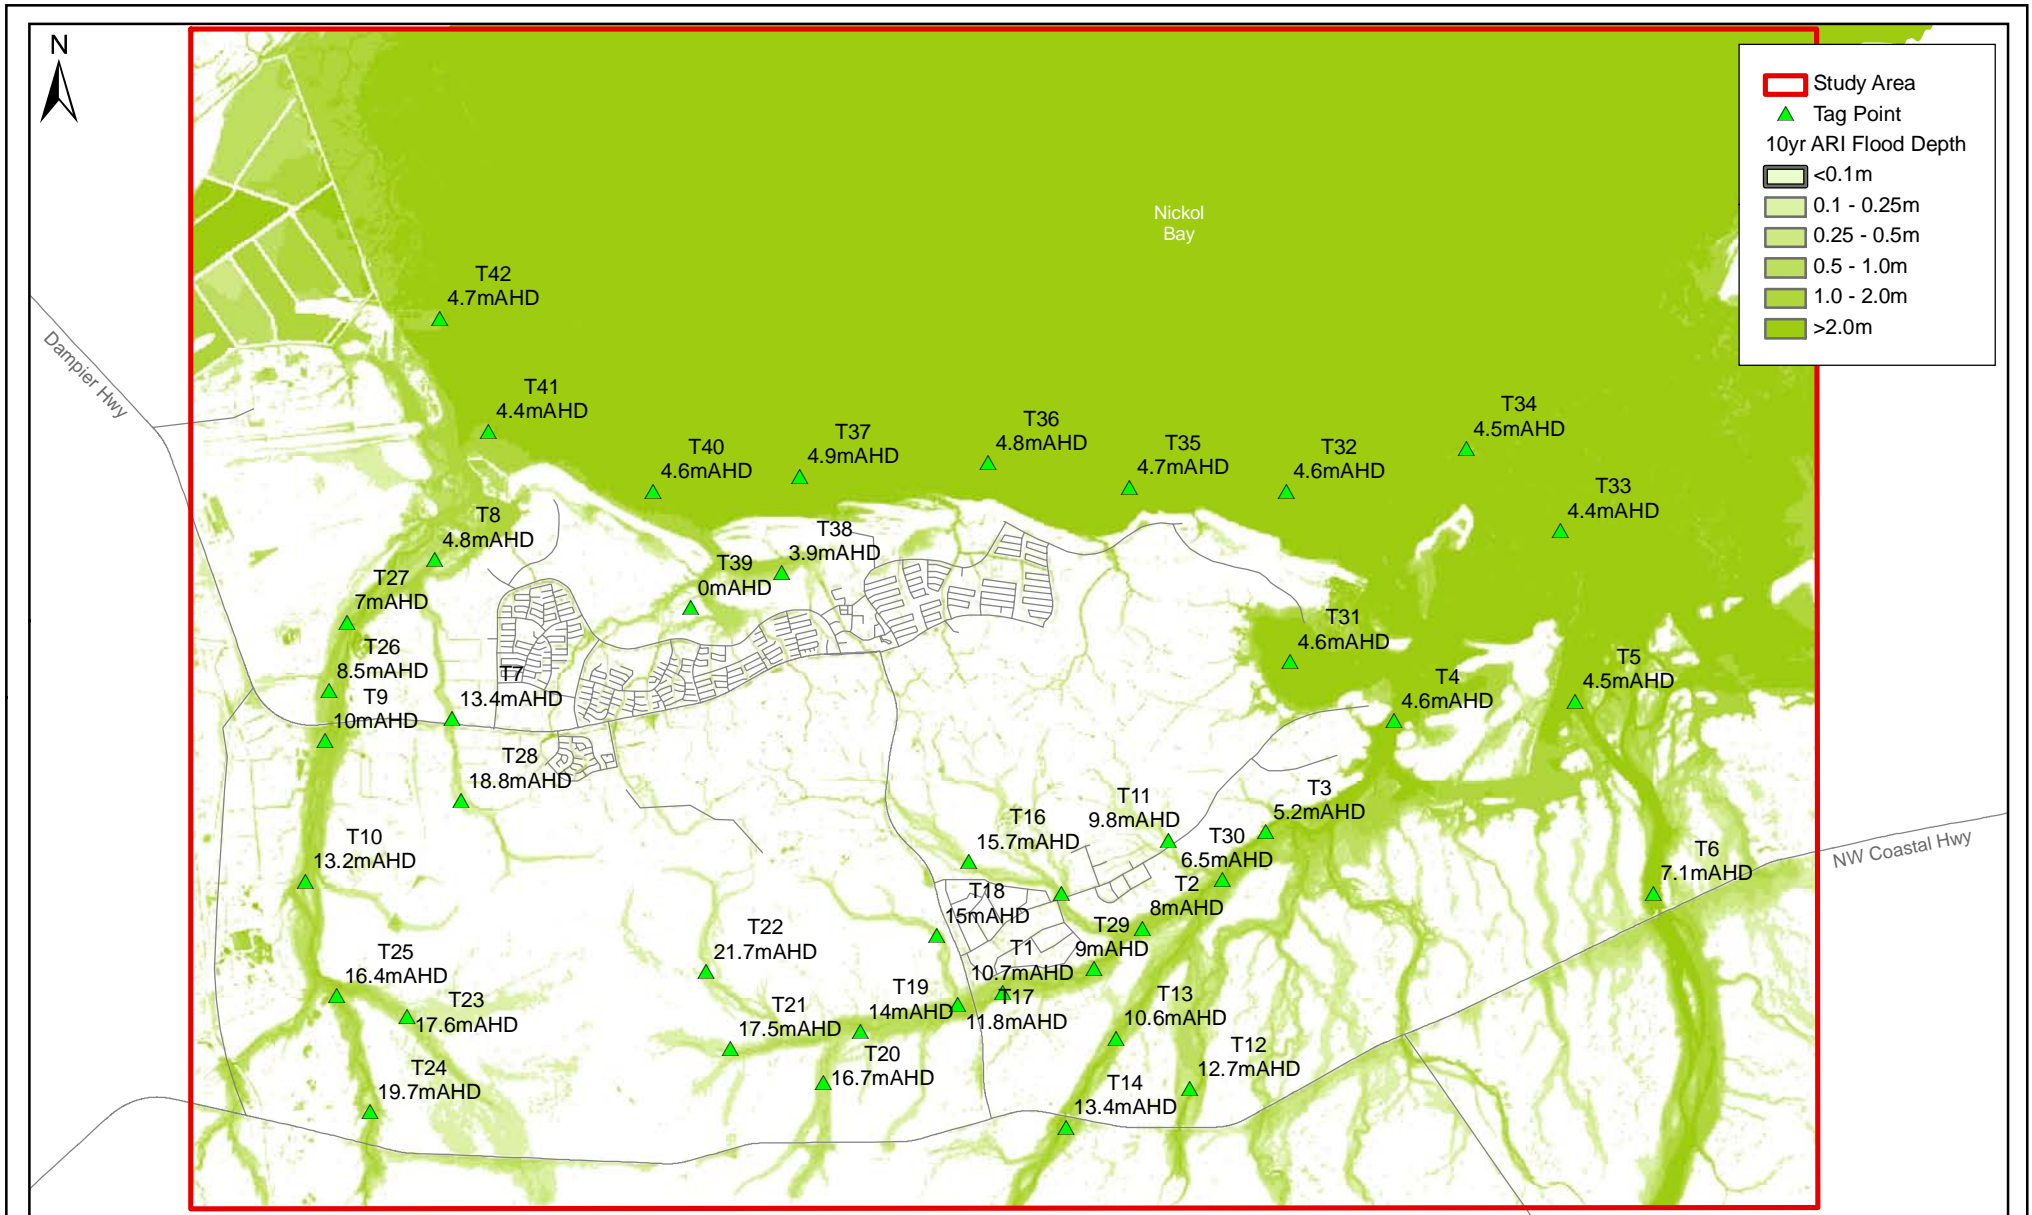 N
Study Area
Tag Point
10yr ARI Flood Depth
<0.1m
0.1 - 0.25m
0.25 - 0.5m
0.5 - 1.0m
1.0 - 2.0m
>2.0m
Nickol
Bay
Dampier Hwy
NW Coastal Hwy
T42
4.7mAHD
T41
4.4mAHD
T40
4.6mAHD
T37
4.9mAHD
T36
4.8mAHD
T35
4.7mAHD
T32
4.6mAHD
T34
4.5mAHD
T33
4.4mAHD
T8
4.8mAHD
T38
3.9mAHD
T39
0mAHD
T27
7mAHD
T26
8.5mAHD
T9
10mAHD
T7
13.4mAHD
T28
18.8mAHD
T31
4.6mAHD
T4
4.6mAHD
T5
4.5mAHD
T3
5.2mAHD
T11
9.8mAHD
T30
6.5mAHD
T16
15.7mAHD
T10
13.2mAHD
T6
7.1mAHD
T2
8mAHD
T18
15mAHD
T29
9mAHD
T1
10.7mAHD
T22
21.7mAHD
T25
16.4mAHD
T23
17.6mAHD
T19
14mAHD
T17
11.8mAHD
T21
17.5mAHD
T13
10.6mAHD
T20
16.7mAHD
T12
12.7mAHD
T24
19.7mAHD
T14
13.4mAHD